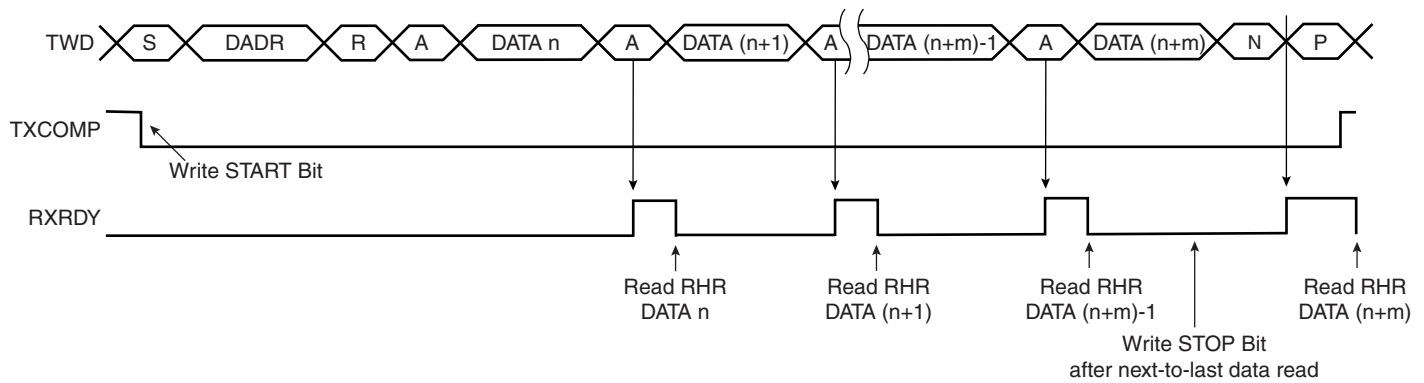 TWD S DADR R A DATA n A DATA (n+1) A DATA (n+m)-1 A DATA (n+m) N P
TXCOMP
Write START Bit
RXRDY
Read RHR
DATA n
Read RHR
DATA (n+1)
Read RHR
DATA (n+m)-1
Read RHR
DATA (n+m)
Write STOP Bit
after next-to-last data read